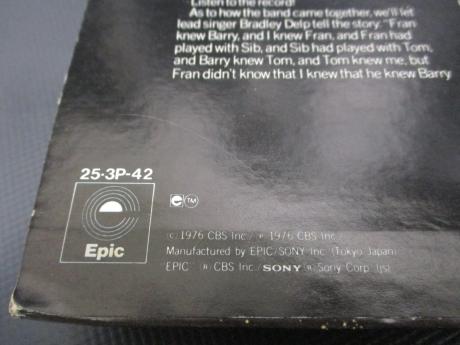 Listen to the record!
As to how the band came together, we'll let
lead singer Bradley Delp tell the story. "Fran
knew Barry, and I knew Fran, and Fran had
played with Sib, and Sib had played with Tom,
and Barry knew Tom, and Tom knew me, but
Fran didn't know that I knew that he knew Barry
25·3P-42
Epic
e TM
Ⓒ 1976 CBS Inc./ Ⓟ 1976 CBS Inc.
Manufactured by EPIC/SONY Inc. (Tokyo Japan)
EPIC Ⓡ CBS Inc./SONY Ⓡ Sony Corp. (js)